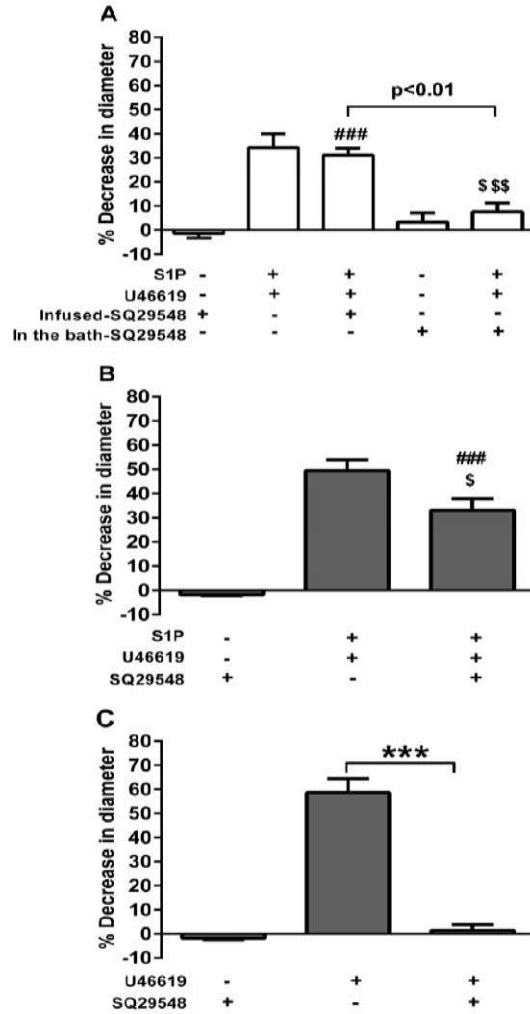 A
% Decrease in diameter
80
70
60
50
40
30
20
10
0
-10
p<0.01
###
$ $$
S1P - + + - +
U46619 - + + - +
Infused-SQ29548 + - + - -
In the bath-SQ29548 - - - + +
B
% Decrease in diameter
80
70
60
50
40
30
20
10
0
-10
###
$
S1P - + +
U46619 - + +
SQ29548 + - +
C
% Decrease in diameter
80
70
60
50
40
30
20
10
0
-10
***
U46619 - + +
SQ29548 + - +